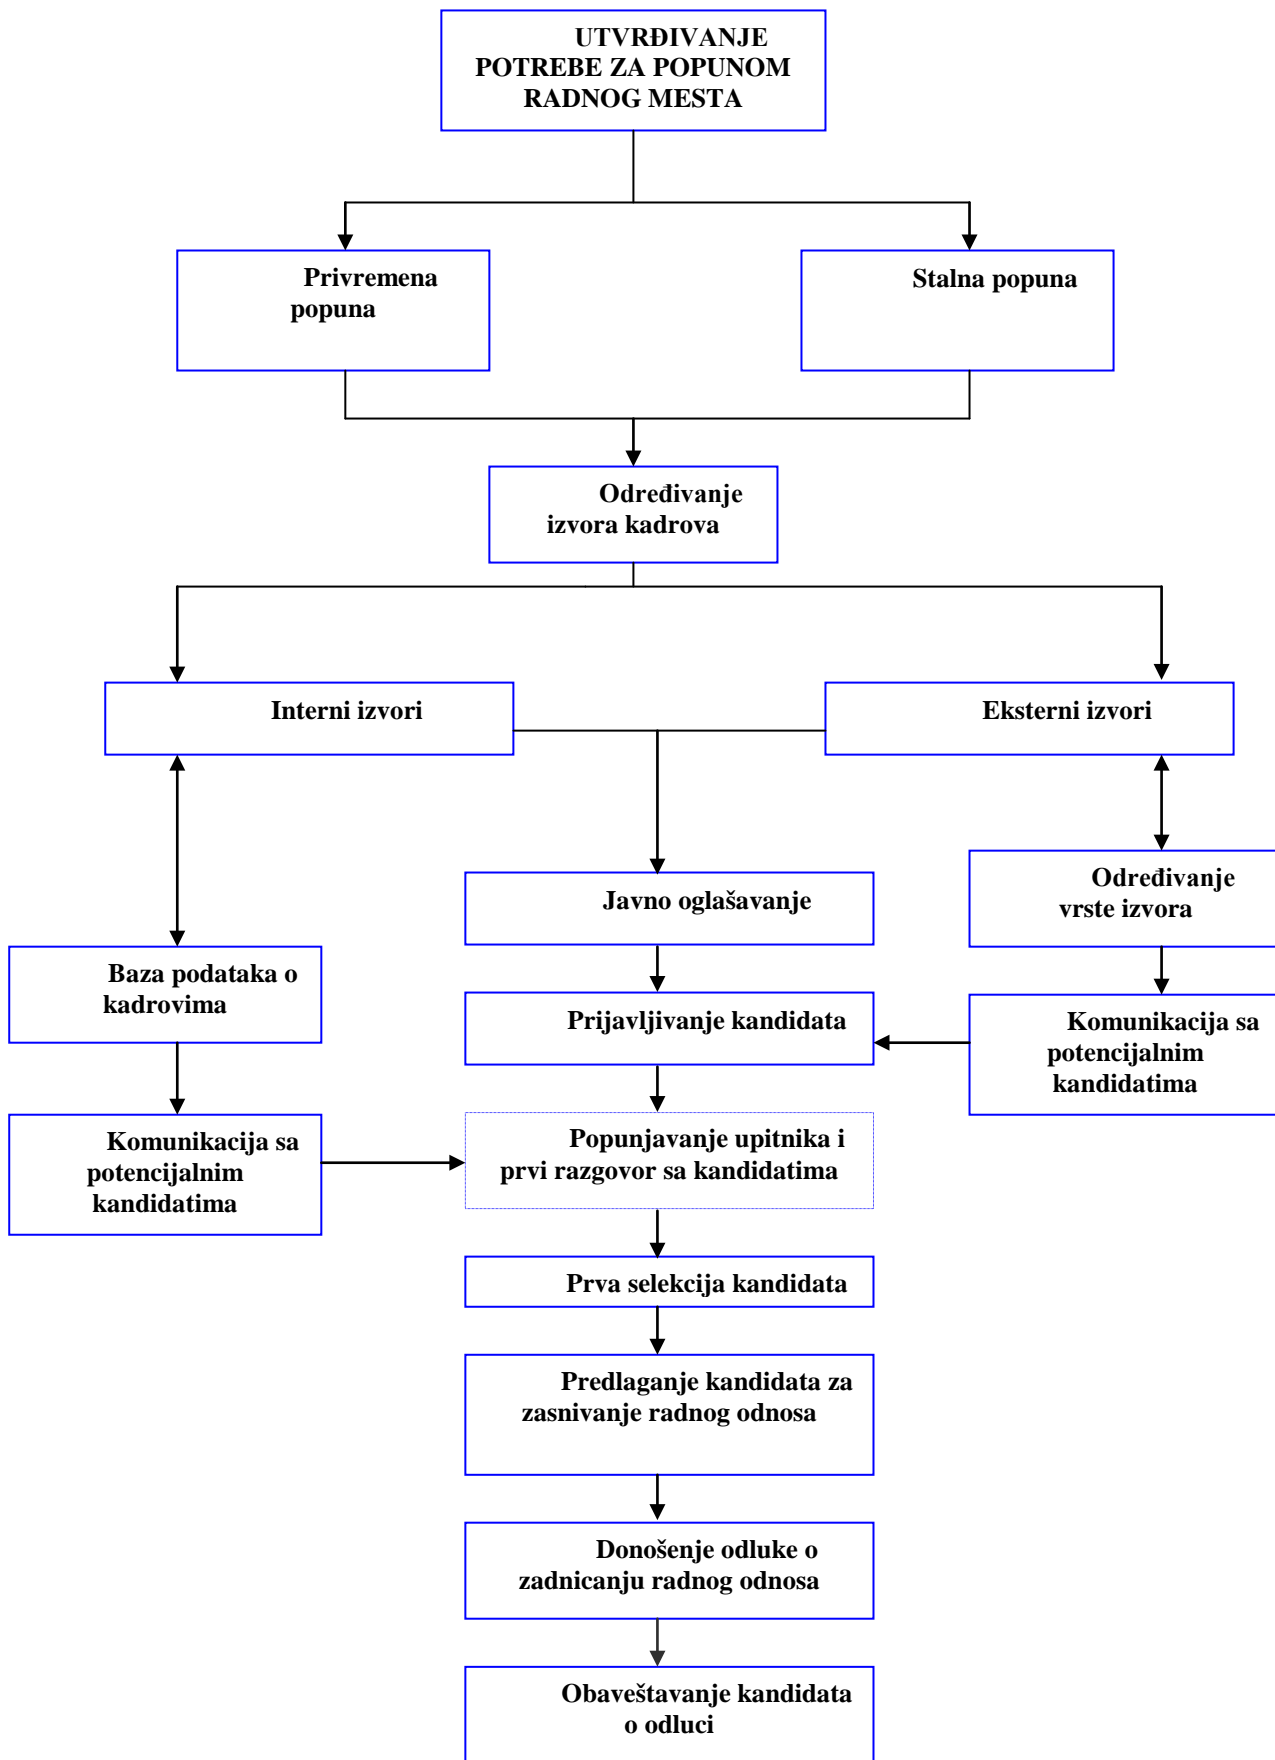 UTVRĐIVANJE
POTREBE ZA POPUNOM
RADNOG MESTA
Privremena
popuna
Stalna popuna
Određivanje
izvora kadrova
Interni izvori
Eksterni izvori
Javno oglašavanje
Određivanje
vrste izvora
Baza podataka o
kadrovima
Prijavljivanje kandidata
Komunikacija sa
potencijalnim
kandidatima
Komunikacija sa
potencijalnim
kandidatima
Popunjavanje upitnika i
prvi razgovor sa kandidatima
Prva selekcija kandidata
Predlaganje kandidata za
zasnivanje radnog odnosa
Donošenje odluke o
zadnicanju radnog odnosa
Obaveštavanje kandidata
o odluci